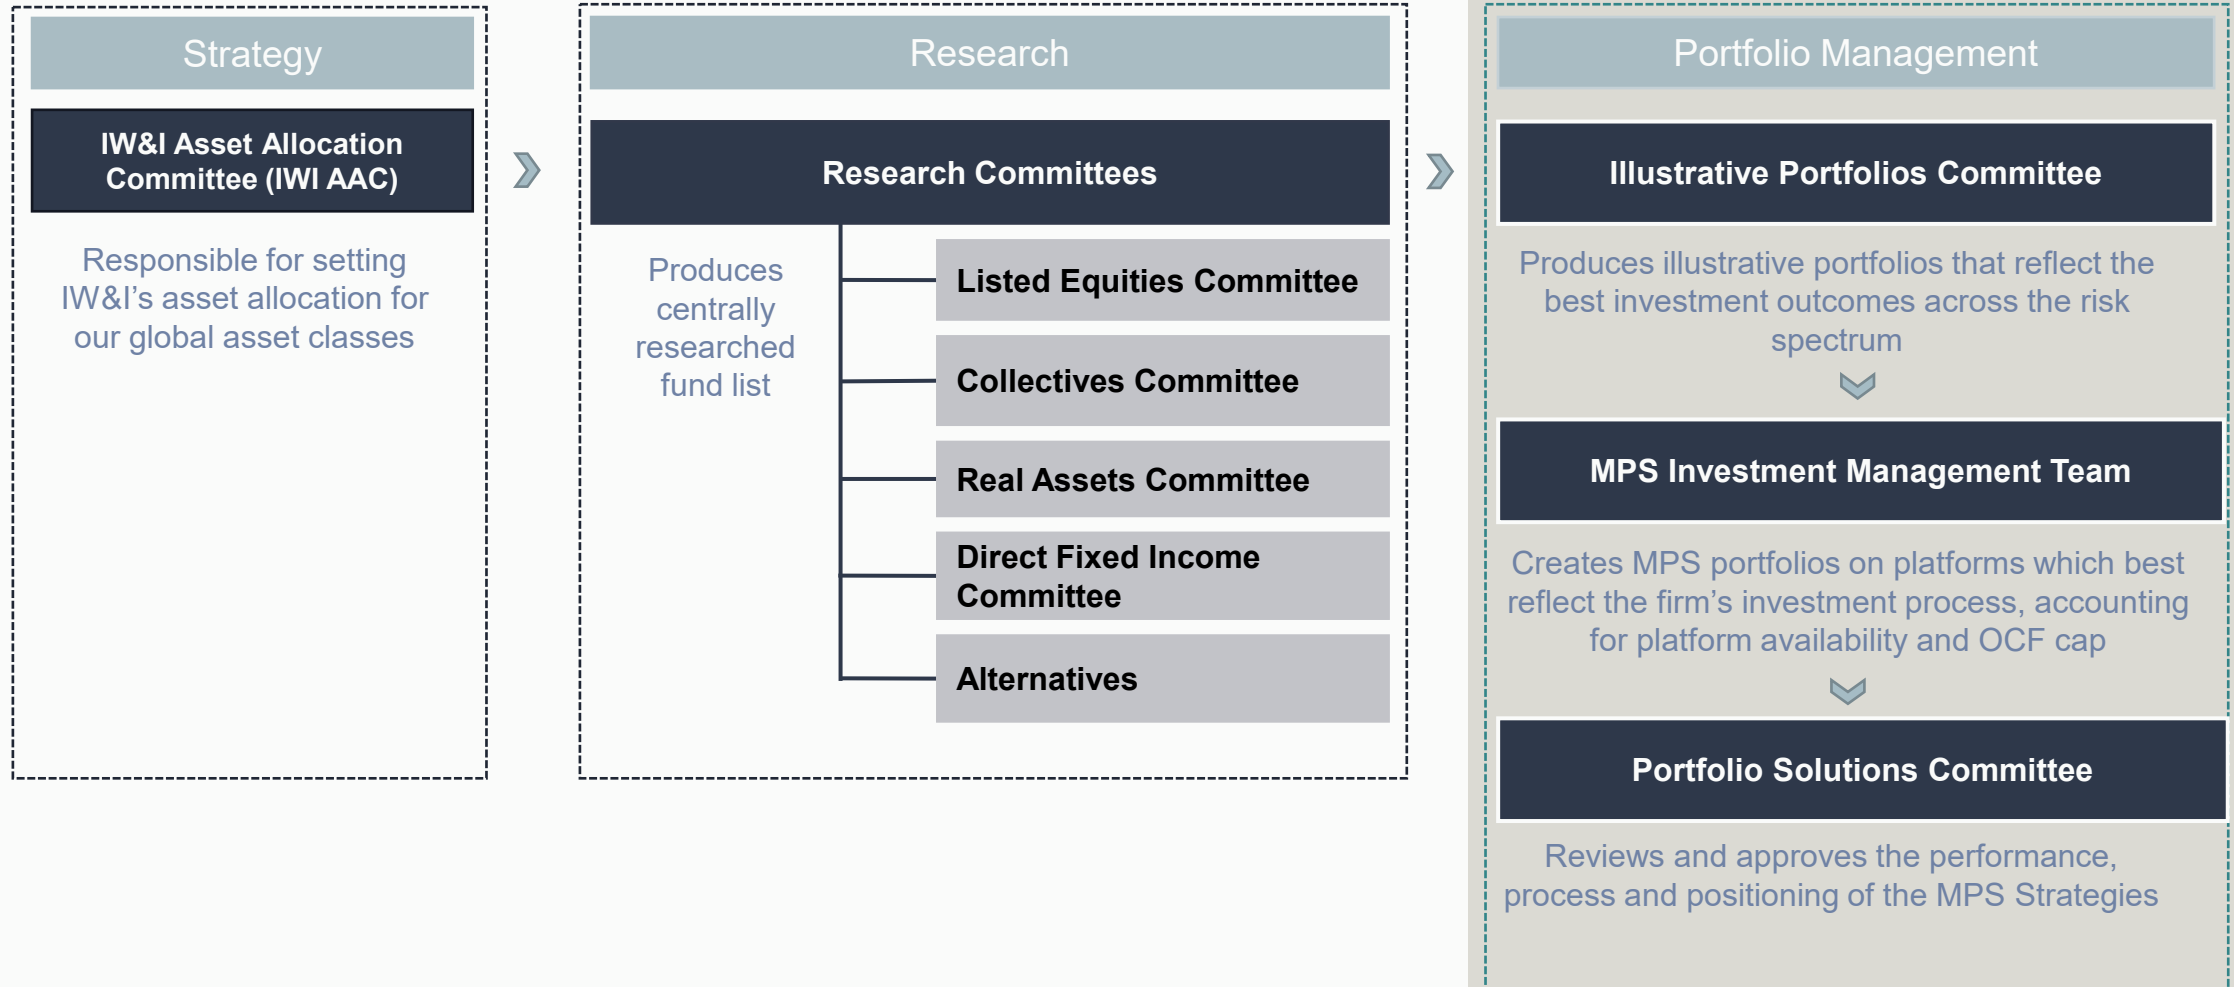 Strategy
IW&I Asset Allocation
Committee (IWI AAC)
Responsible for setting
IW&I’s asset allocation for
our global asset classes
Research
Research Committees
Produces
centrally
researched
fund list
Listed Equities Committee
Collectives Committee
Real Assets Committee
Direct Fixed Income
Committee
Alternatives
Portfolio Management
Illustrative Portfolios Committee
Produces illustrative portfolios that reflect the
best investment outcomes across the risk
spectrum
MPS Investment Management Team
Creates MPS portfolios on platforms which best
reflect the firm’s investment process, accounting
for platform availability and OCF cap
Portfolio Solutions Committee
Reviews and approves the performance,
process and positioning of the MPS Strategies